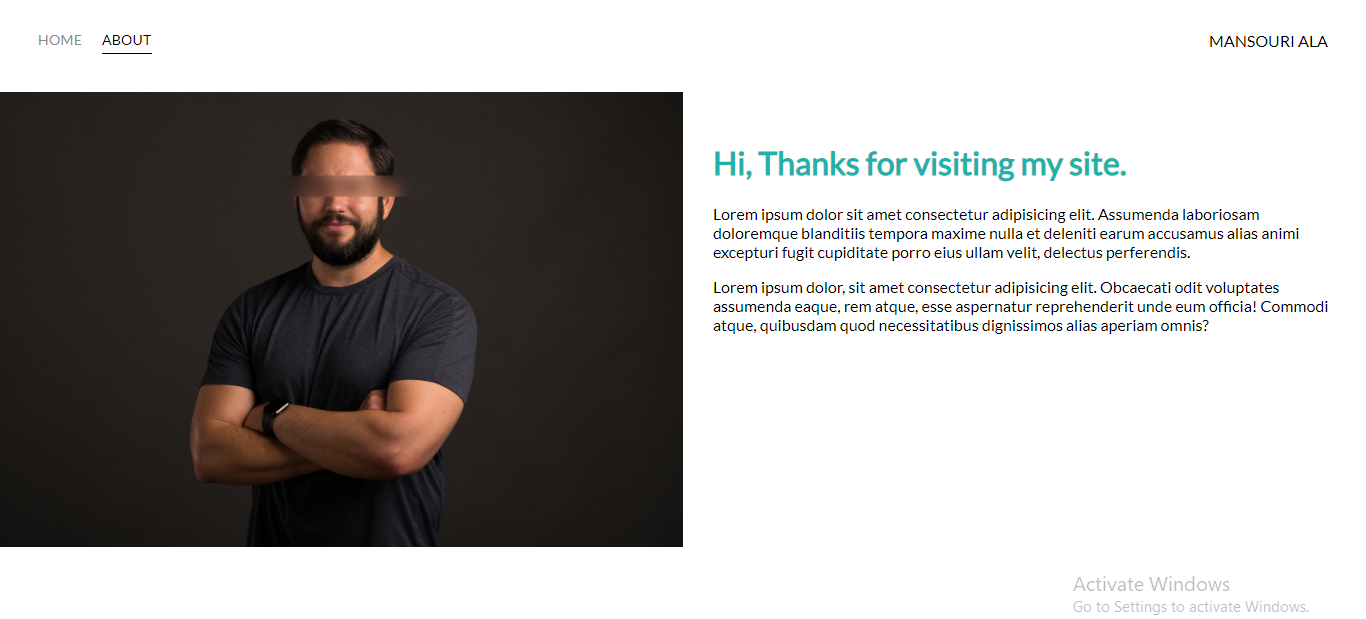 HOME ABOUT MANSOURI ALA
Hi, Thanks for visiting my site.
Lorem ipsum dolor sit amet consectetur adipisicing elit. Assumenda laboriosam
doloremque blanditiis tempora maxime nulla et deleniti earum accusamus alias animi
excepturi fugit cupiditate porro eius ullam velit, delectus perferendis.
Lorem ipsum dolor, sit amet consectetur adipisicing elit. Obcaecati odit voluptates
assumenda eaque, rem atque, esse aspernatur reprehenderit unde eum officia! Commodi
atque, quibusdam quod necessitatibus dignissimos alias aperiam omnis?
Activate Windows
Go to Settings to activate Windows.